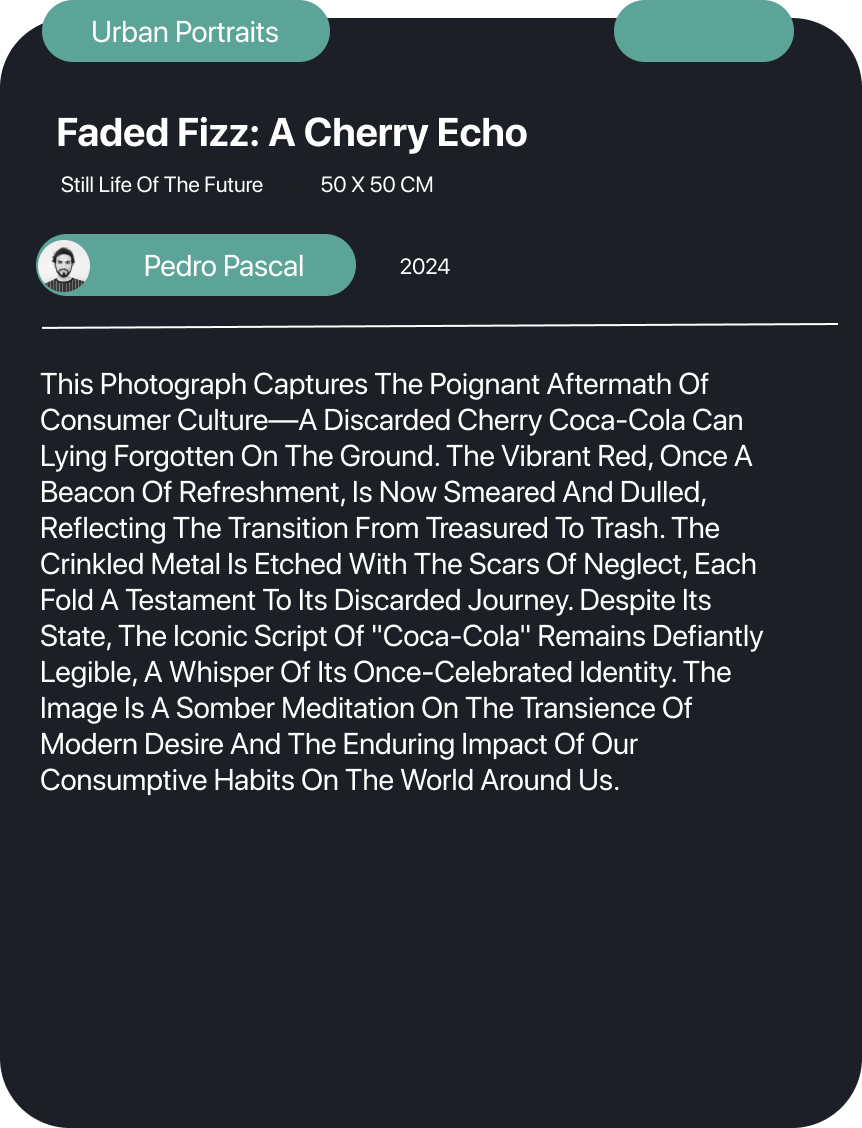 Urban Portraits
Faded Fizz: A Cherry Echo
Still Life Of The Future 50 X 50 CM
Pedro Pascal 2024
This Photograph Captures The Poignant Aftermath Of
Consumer Culture—A Discarded Cherry Coca-Cola Can
Lying Forgotten On The Ground. The Vibrant Red, Once A
Beacon Of Refreshment, Is Now Smeared And Dulled,
Reflecting The Transition From Treasured To Trash. The
Crinkled Metal Is Etched With The Scars Of Neglect, Each
Fold A Testament To Its Discarded Journey. Despite Its
State, The Iconic Script Of "Coca-Cola" Remains Defiantly
Legible, A Whisper Of Its Once-Celebrated Identity. The
Image Is A Somber Meditation On The Transience Of
Modern Desire And The Enduring Impact Of Our
Consumptive Habits On The World Around Us.